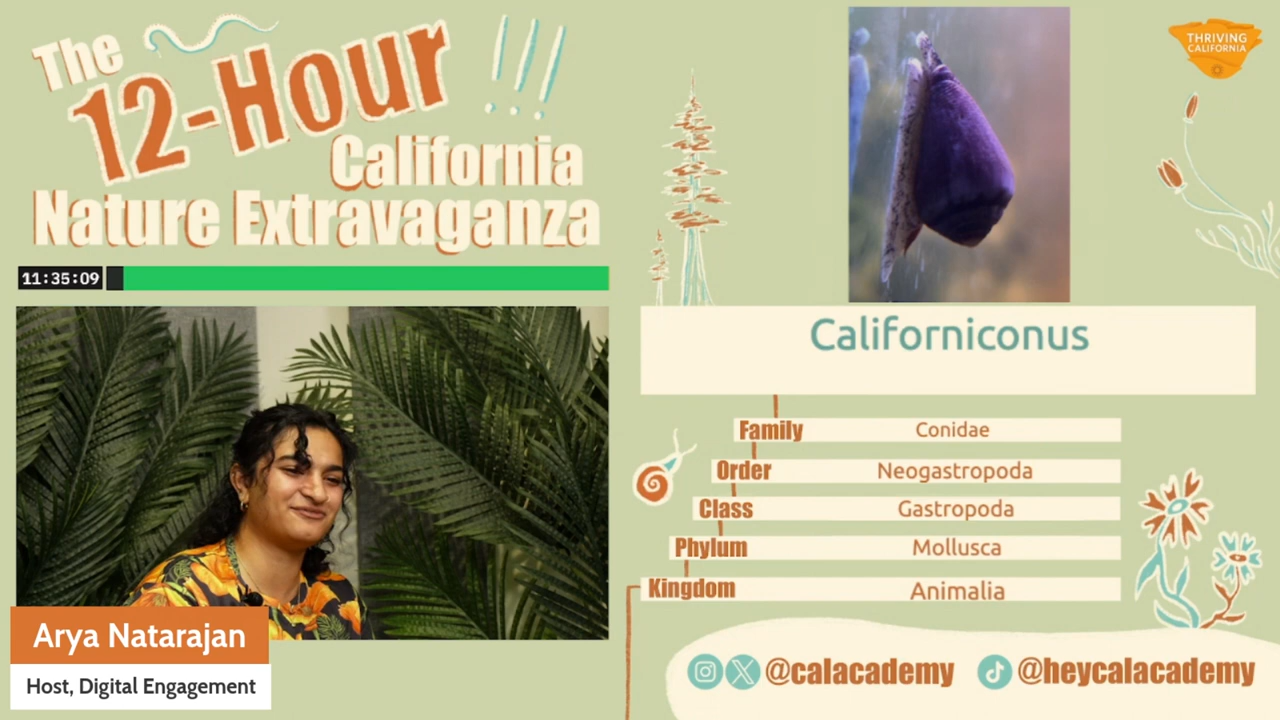 The
12-Hour
!!!
California
Nature Extravaganza
11:35:09
THRIVING
CALIFORNIA
Californiconus
Family Conidae
Order Neogastropoda
Class Gastropoda
Phylum Mollusca
Kingdom Animalia
Arya Natarajan
Host, Digital Engagement
@calacademy @heycalacademy